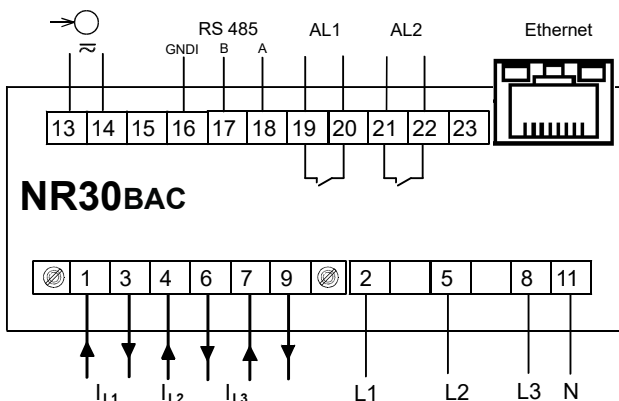 RS 485 AL1 AL2 Ethernet
GNDI B A
13 14 15 16 17 18 19 20 21 22 23
NR30BAC
1 3 4 6 7 9 2 5 8 11
IL1 IL2 IL3 L1 L2 L3 N